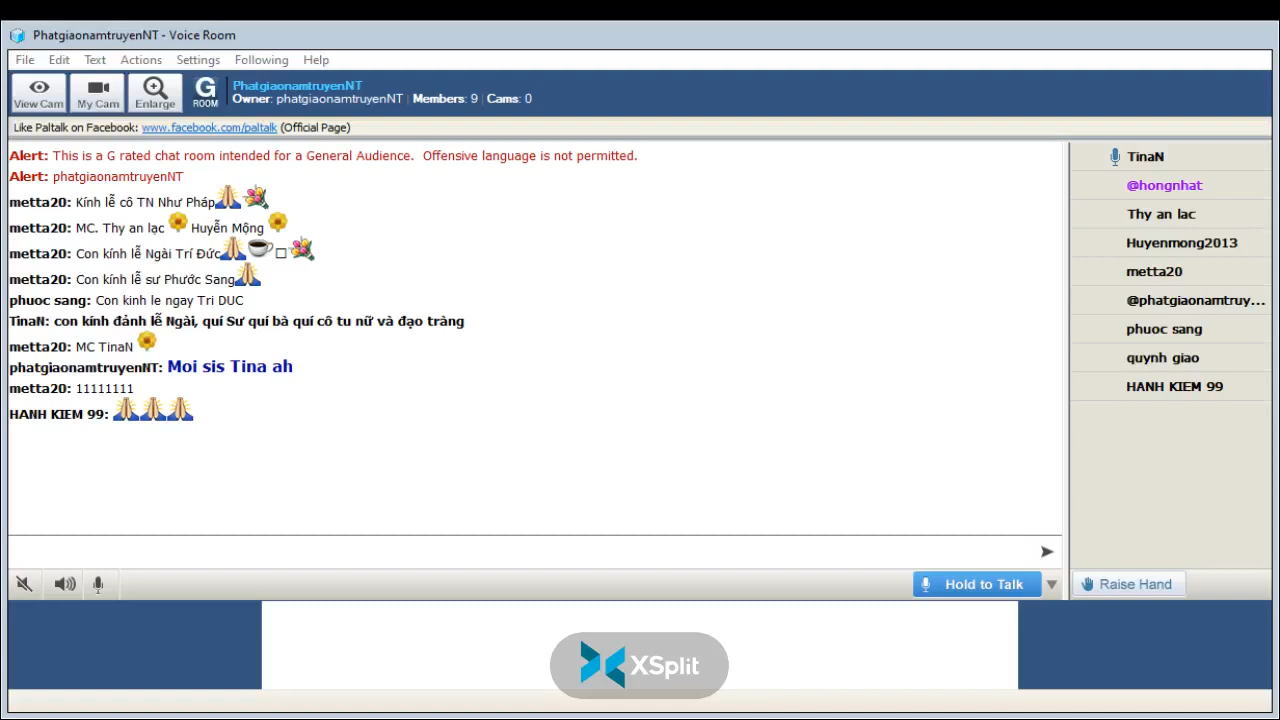 PhatgiaonamtruyenNT - Voice Room
File Edit Text Actions Settings Following Help
View Cam
My Cam
Enlarge
G
ROOM
PhatgiaonamtruyenNT
Owner: phatgiaonamtruyenNT | Members: 9 | Cams: 0
Like Paltalk on Facebook: www.facebook.com/paltalk (Official Page)
Alert: This is a G rated chat room intended for a General Audience. Offensive language is not permitted.
Alert: phatgiaonamtruyenNT
metta20: Kính lễ cô TN Như Pháp
metta20: MC. Thy an lạc Huyễn Mộng
metta20: Con kính lễ Ngài Trí Đức
metta20: Con kính lễ sư Phước Sang
phuoc sang: Con kinh le ngay Tri DUC
TinaN: con kính đảnh lễ Ngài, quí Sư quí bà quí cô tu nữ và đạo tràng
metta20: MC TinaN
phatgiaonamtruyenNT: Moi sis Tina ah
metta20: 11111111
HANH KIEM 99:
TinaN
@hongnhat
Thy an lac
Huyenmong2013
metta20
@phatgiaonamtruy...
phuoc sang
quynh giao
HANH KIEM 99
Hold to Talk
Raise Hand
XSplit